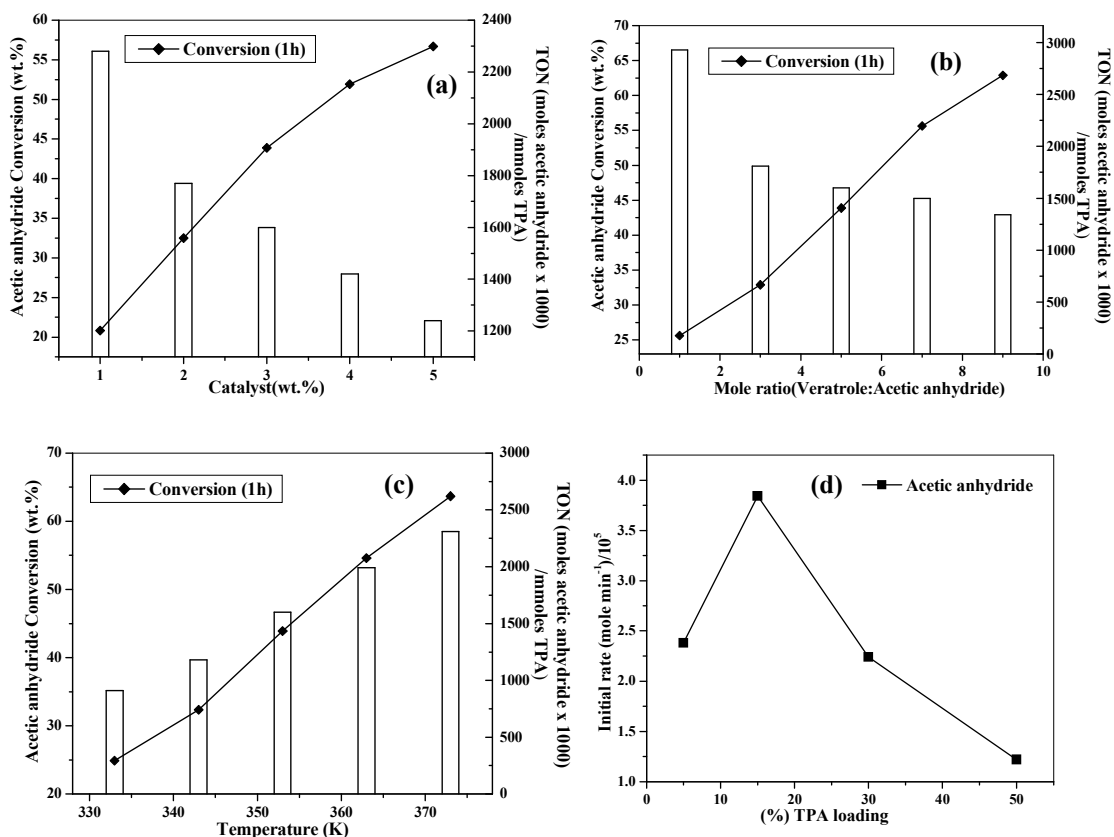 60
55
50
45
40
35
30
25
20
Acetic anhydride Conversion (wt.%)
Conversion (1h)
(a)
2400
2200
2000
1800
1600
1400
1200
TON (moles acetic anhydride x 1000)
/mmoles TPA)
1 2 3 4 5
Catalyst(wt.%)
70
65
60
55
50
45
40
35
30
25
Acetic anhydride Conversion (wt.%)
Conversion (1h)
(b)
3000
2500
2000
1500
1000
500
0
TON (moles acetic anhydride x 1000)
/mmoles TPA)
0 2 4 6 8 10
Mole ratio(Veratrole:Acetic anhydride)
70
60
50
40
30
20
Acetic anhydride Conversion (wt.%)
Conversion (1h)
(c)
3000
2500
2000
1500
1000
500
0
TON (moles acetic anhydride x 1000)
/mmoles TPA)
330 340 350 360 370
Temperature (K)
4.0
3.75
3.0
2.25
2.1
1.25
1.0
Initial rate (mole min⁻¹)/10⁵
(d)
Acetic anhydride
0 10 20 30 40 50
(%) TPA loading